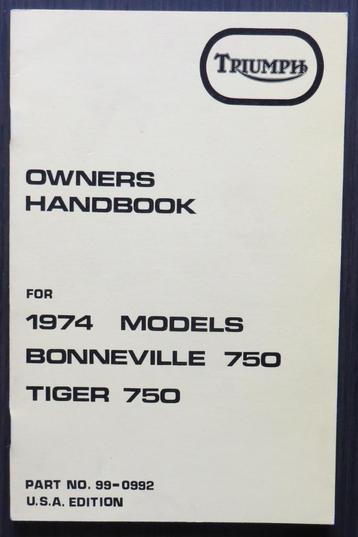 TRIUMPH
OWNERS
HANDBOOK
FOR
1974 MODELS
BONNEVILLE 750
TIGER 750
PART NO. 99-0992
U.S.A. EDITION